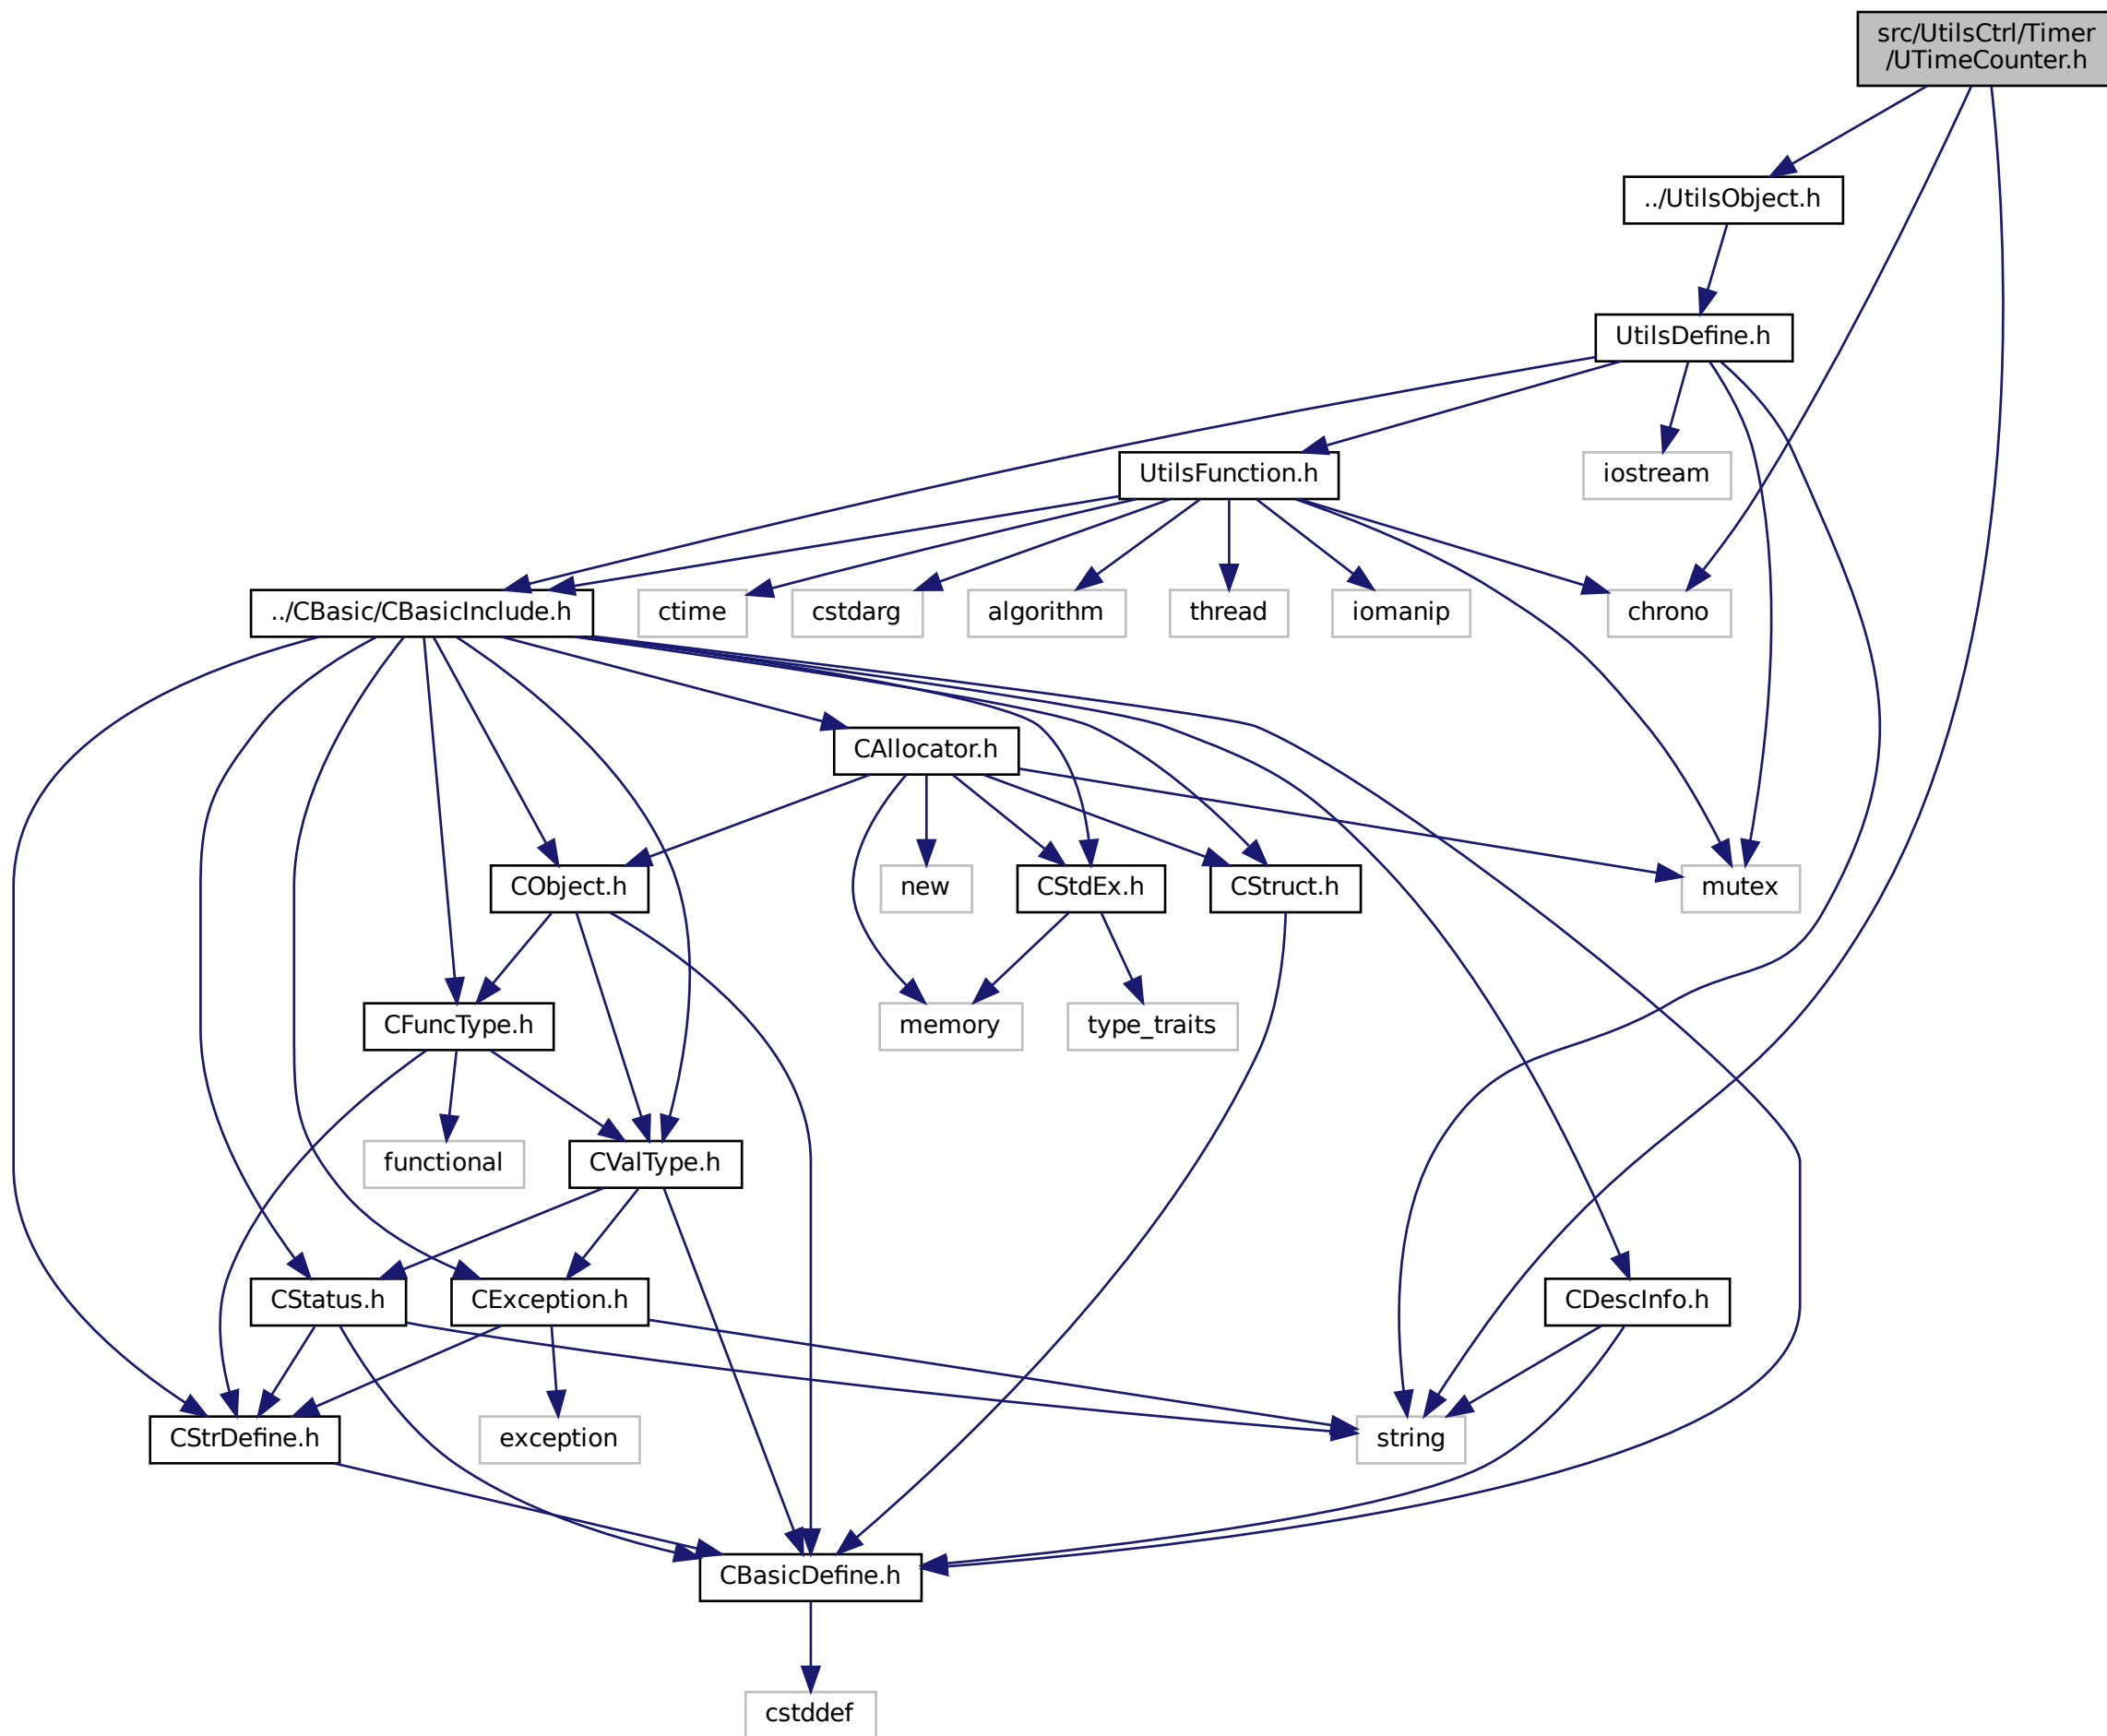 src/UtilsCtrl/Timer
/UTimeCounter.h
../UtilsObject.h
UtilsDefine.h
UtilsFunction.h
iostream
../CBasic/CBasicInclude.h
ctime
cstdarg
algorithm
thread
iomanip
chrono
CAllocator.h
CObject.h
new
CStdEx.h
CStruct.h
mutex
CFuncType.h
memory
type_traits
functional
CValType.h
CStatus.h
CException.h
CDescInfo.h
CStrDefine.h
exception
string
CBasicDefine.h
cstddef